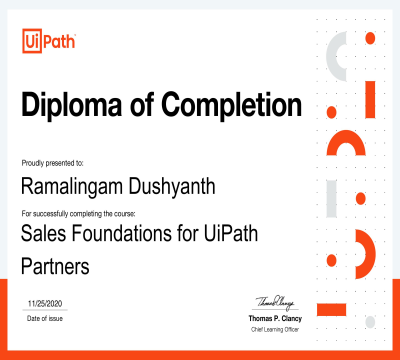 UiPath
Diploma of Completion
Proudly presented to:
Ramalingam Dushyanth
For successfully completing the course:
Sales Foundations for UiPath
Partners
11/25/2020
Date of issue
Thomas P. Clancy
Thomas P. Clancy
Chief Learning Officer